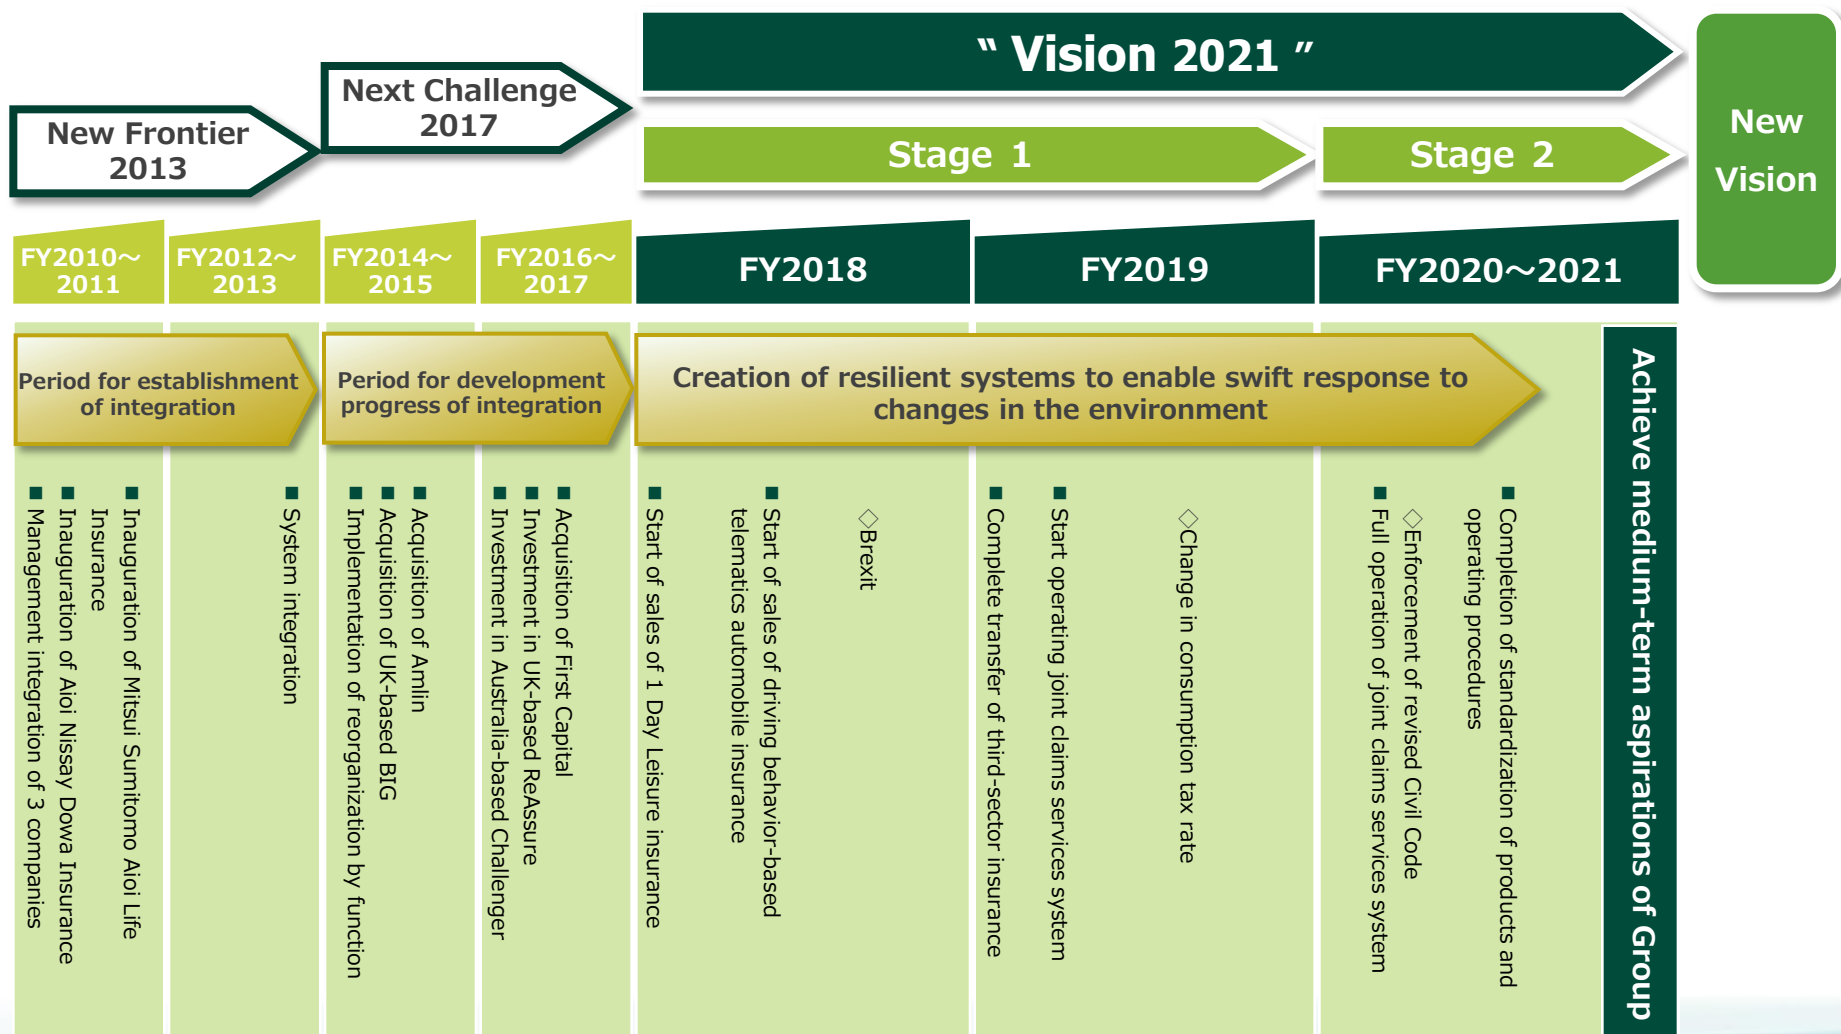 “ Vision 2021 ”
New Frontier
2013
Next Challenge
2017
Stage 1
Stage 2
New
Vision
FY2010～
2011
FY2012～
2013
FY2014～
2015
FY2016～
2017
FY2018
FY2019
FY2020～2021
Period for establishment
of integration
Period for development
progress of integration
Creation of resilient systems to enable swift response to
changes in the environment
Achieve medium-term aspirations of Group
■ Management integration of 3 companies
■ Inauguration of Aioi Nissay Dowa Insurance
■ Inauguration of Mitsui Sumitomo Aioi Life
Insurance
■ System integration
■ Implementation of reorganization by function
■ Acquisition of UK-based BIG
■ Acquisition of Amlin
■ Investment in Australia-based Challenger
■ Investment in UK-based ReAssure
■ Acquisition of First Capital
■ Start of sales of 1 Day Leisure insurance
■ Start of sales of driving behavior-based
telematics automobile insurance
◇Brexit
■ Complete transfer of third-sector insurance
■ Start operating joint claims services system
◇Change in consumption tax rate
■ Full operation of joint claims services system
◇Enforcement of revised Civil Code
■ Completion of standardization of products and
operating procedures